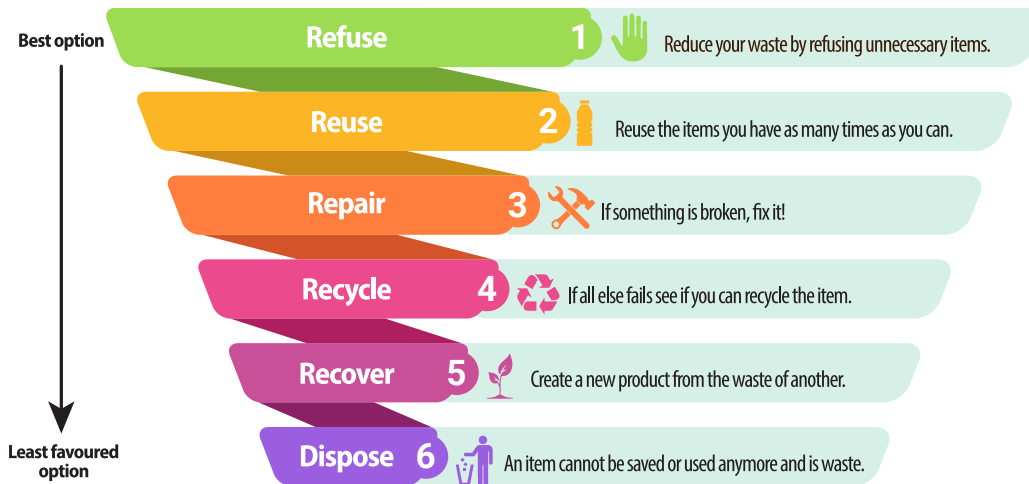 Best option
Refuse 1 Reduce your waste by refusing unnecessary items.
Reuse 2 Reuse the items you have as many times as you can.
Repair 3 If something is broken, fix it!
Recycle 4 If all else fails see if you can recycle the item.
Recover 5 Create a new product from the waste of another.
Least favoured
option
Dispose 6 An item cannot be saved or used anymore and is waste.